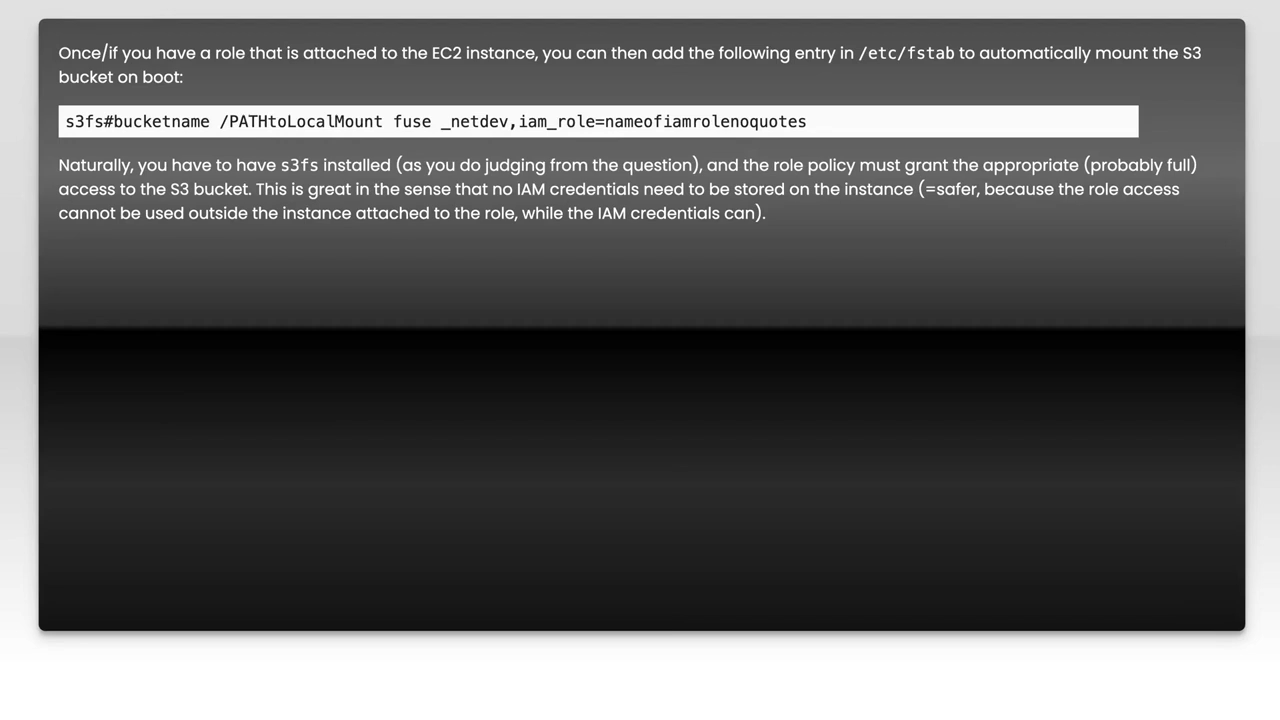 Once/if you have a role that is attached to the EC2 instance, you can then add the following entry in /etc/fstab to automatically mount the S3
bucket on boot:
s3fs#bucketname /PATHtoLocalMount fuse _netdev,iam_role=nameofiamrolenoquotes
Naturally, you have to have s3fs installed (as you do judging from the question), and the role policy must grant the appropriate (probably full)
access to the S3 bucket. This is great in the sense that no IAM credentials need to be stored on the instance (=safer, because the role access
cannot be used outside the instance attached to the role, while the IAM credentials can).